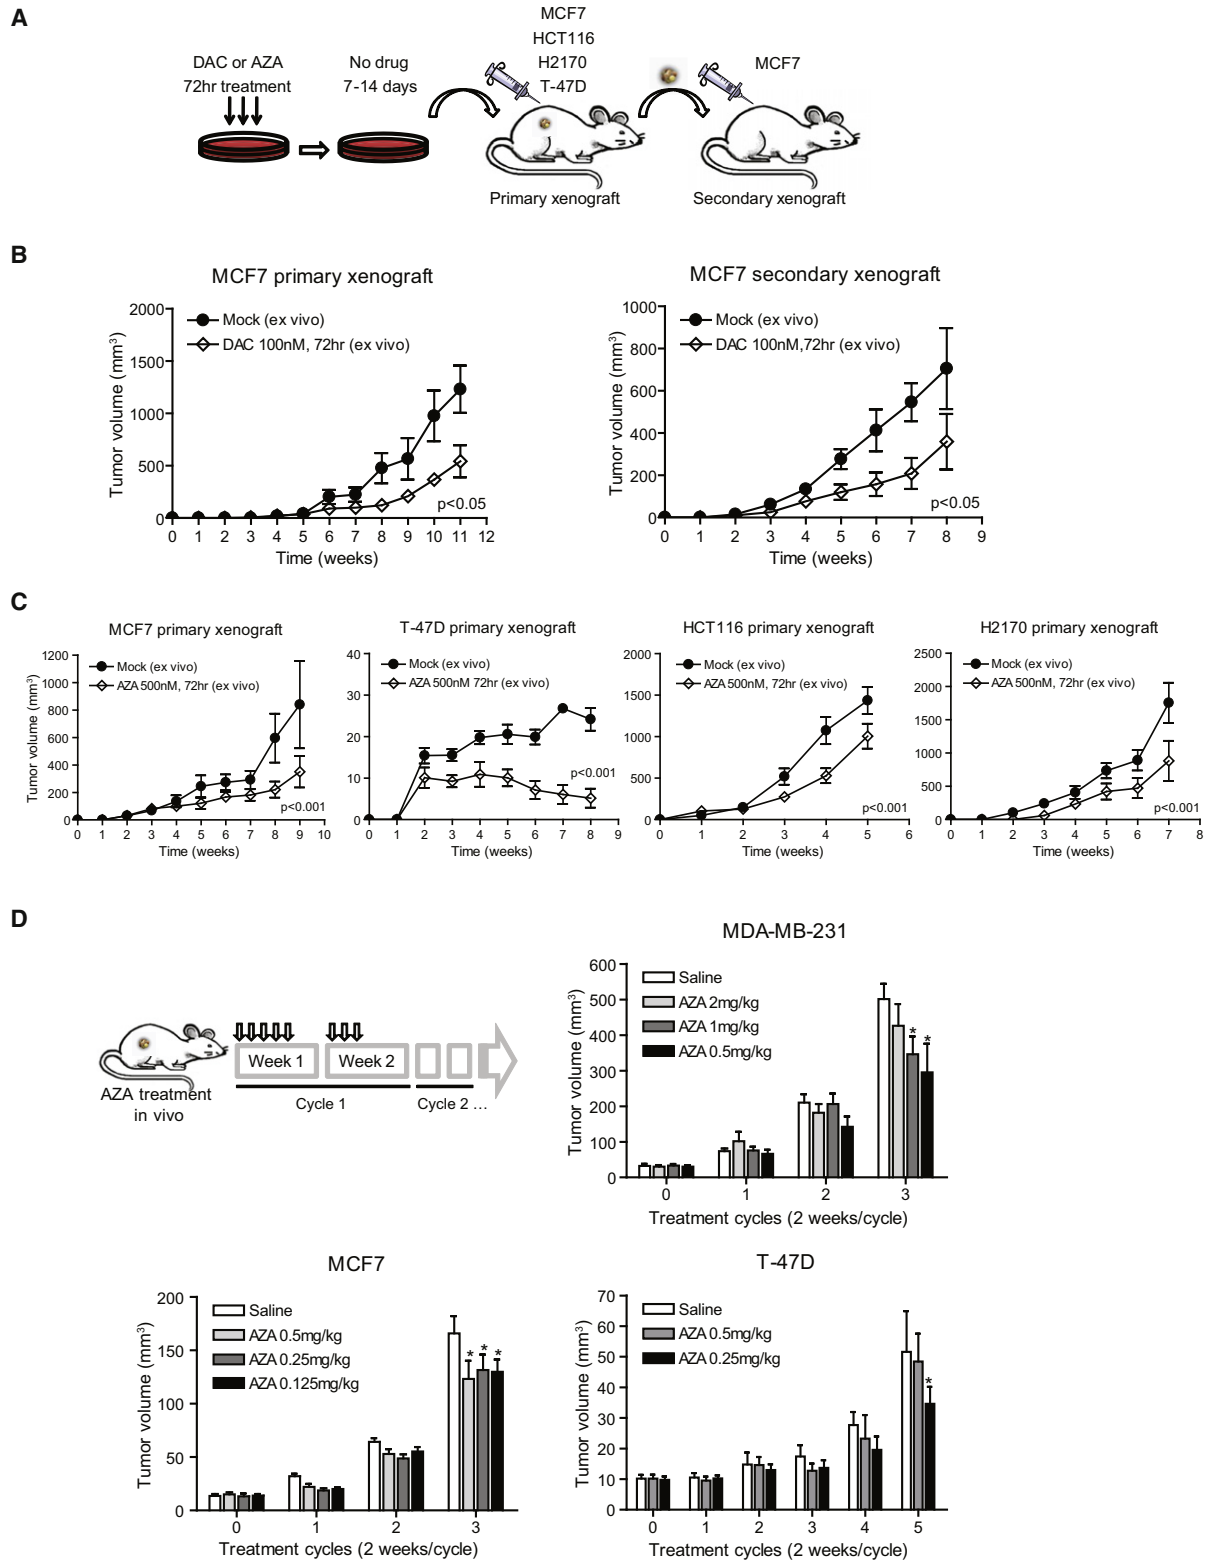 A
DAC or AZA
72hr treatment
No drug
7-14 days
MCF7
HCT116
H2170
T-47D
MCF7
Primary xenograft
Secondary xenograft
B
MCF7 primary xenograft
Tumor volume (mm³)
2000
1500
1000
500
0
Mock (ex vivo)
DAC 100nM, 72hr (ex vivo)
p<0.05
0 1 2 3 4 5 6 7 8 9 10 11 12
Time (weeks)
MCF7 secondary xenograft
Tumor volume (mm³)
1000
800
600
400
200
0
Mock (ex vivo)
DAC 100nM,72hr (ex vivo)
p<0.05
0 1 2 3 4 5 6 7 8 9
Time (weeks)
C
MCF7 primary xenograft
Tumor volume (mm³)
1200
1000
800
600
400
200
0
Mock (ex vivo)
AZA 500nM, 72hr (ex vivo)
p<0.001
0 1 2 3 4 5 6 7 8 9 10
Time (weeks)
T-47D primary xenograft
40
30
20
10
0
Mock (ex vivo)
AZA 500nM 72hr (ex vivo)
p<0.001
0 1 2 3 4 5 6 7 8 9
Time (weeks)
HCT116 primary xenograft
2000
1500
1000
500
0
Mock (ex vivo)
AZA 500nM, 72hr (ex vivo)
p<0.001
0 1 2 3 4 5 6
Time (weeks)
H2170 primary xenograft
2500
2000
1500
1000
500
0
Mock (ex vivo)
AZA 500nM, 72hr (ex vivo)
p<0.001
0 1 2 3 4 5 6 7 8
Time (weeks)
D
AZA treatment
in vivo
Week 1
Week 2
Cycle 1
Cycle 2 ...
MDA-MB-231
Tumor volume (mm³)
600
500
400
300
200
100
0
Saline
AZA 2mg/kg
AZA 1mg/kg
AZA 0.5mg/kg
* *
0 1 2 3
Treatment cycles (2 weeks/cycle)
MCF7
Tumor volume (mm³)
200
150
100
50
0
Saline
AZA 0.5mg/kg
AZA 0.25mg/kg
AZA 0.125mg/kg
* * *
0 1 2 3
Treatment cycles (2 weeks/cycle)
T-47D
Tumor volume (mm³)
70
60
50
40
30
20
10
0
Saline
AZA 0.5mg/kg
AZA 0.25mg/kg
*
0 1 2 3 4 5
Treatment cycles (2 weeks/cycle)